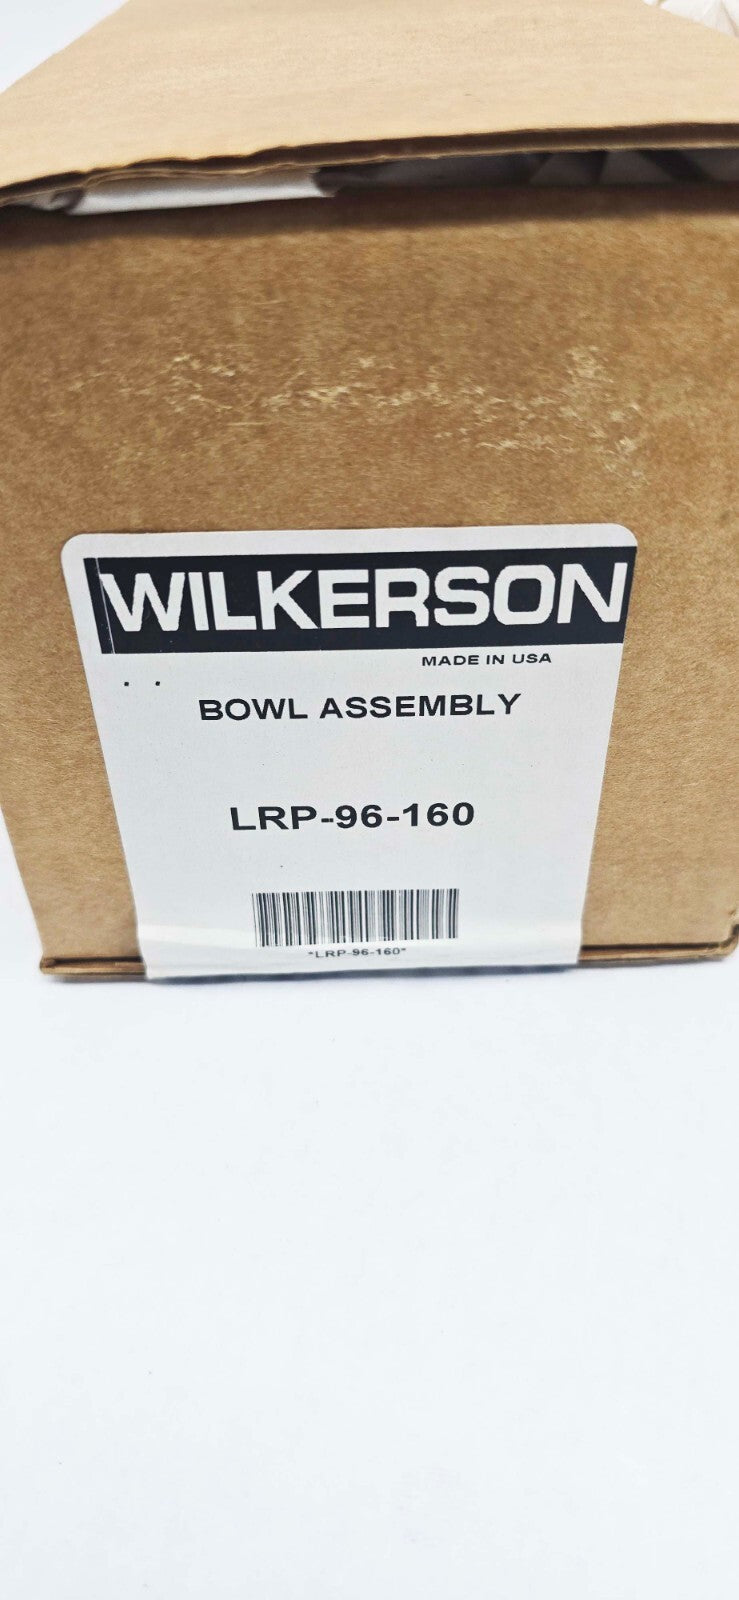 WILKERSON
MADE IN USA
BOWL ASSEMBLY
LRP-96-160
*LRP-96-160*